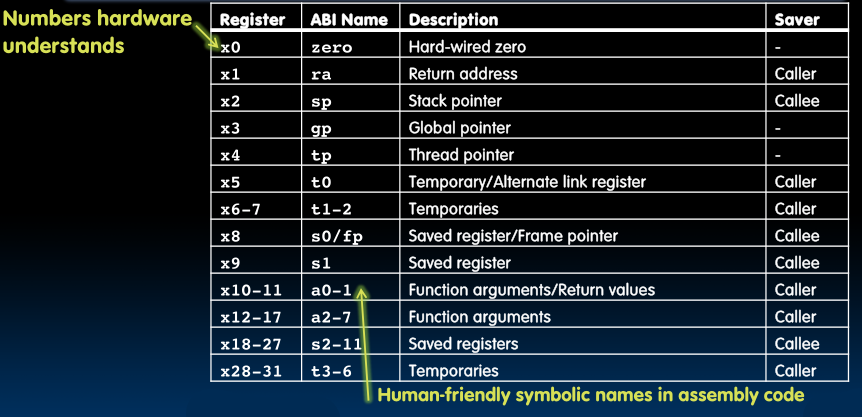 Numbers hardware
understands
Register ABI Name Description Saver
x0 zero Hard-wired zero -
x1 ra Return address Caller
x2 sp Stack pointer Callee
x3 gp Global pointer -
x4 tp Thread pointer -
x5 t0 Temporary/Alternate link register Caller
x6-7 t1-2 Temporaries Caller
x8 s0/fp Saved register/Frame pointer Callee
x9 s1 Saved register Callee
x10-11 a0-1 Function arguments/Return values Caller
x12-17 a2-7 Function arguments Caller
x18-27 s2-11 Saved registers Callee
x28-31 t3-6 Temporaries Caller
Human-friendly symbolic names in assembly code